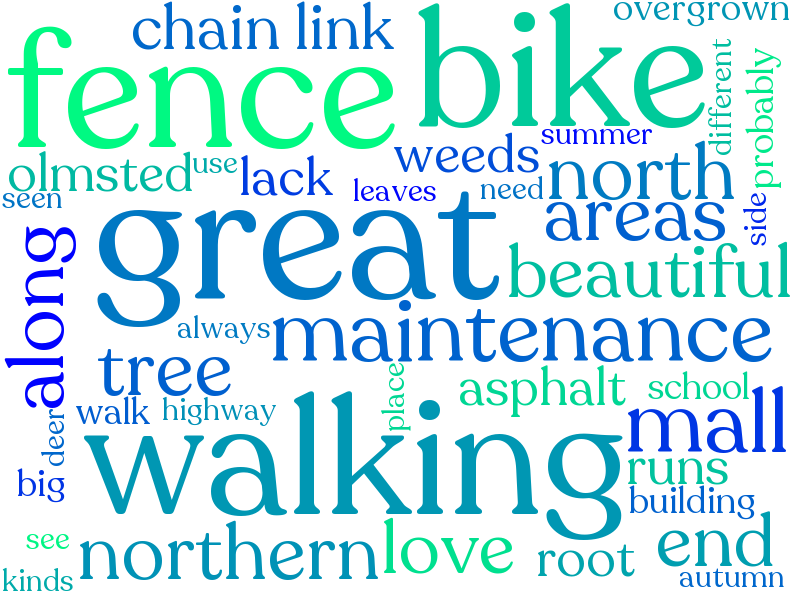 overgrown
chain link
bike
fence
different
probably
summer
weeds
olmsted
use
lack
north
leaves
need
seen
great
areas
side
along
beautiful
always
maintenance
tree
place
asphalt
school
walk
highway
mall
deer
walking
runs
big
building
see
northern
love
root
end
kinds
autumn